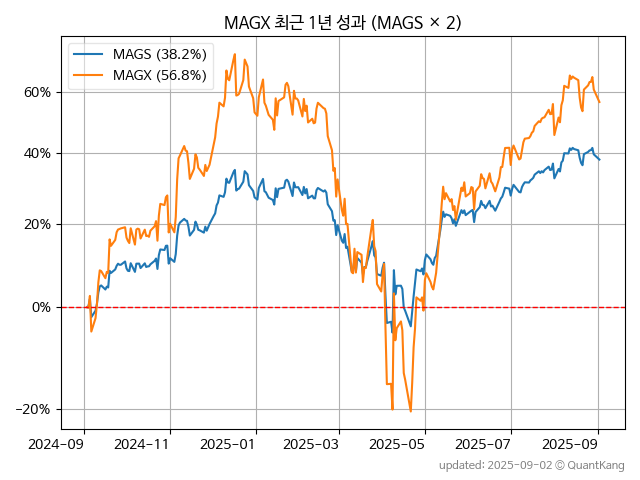 MAGX 최근 1년 성과 (MAGS × 2)
MAGS (38.2%)
MAGX (56.8%)
60%
40%
20%
0%
−20%
2024-09 2024-11 2025-01 2025-03 2025-05 2025-07 2025-09
updated: 2025-09-02 © QuantKang